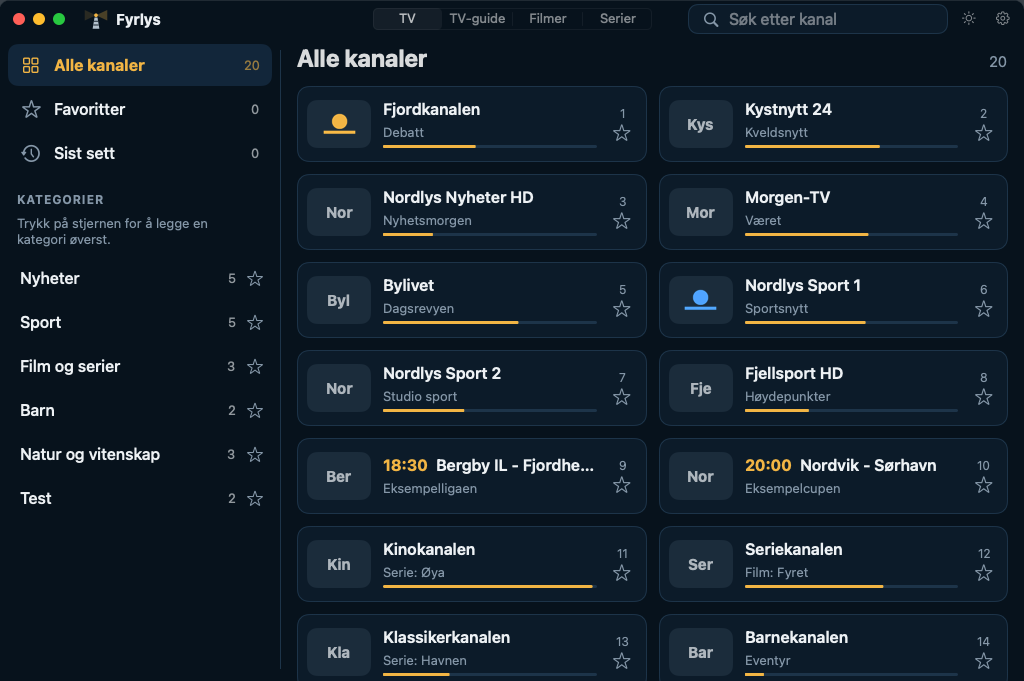 Fyrlys
TV
TV-guide
Filmer
Serier
Søk etter kanal
Alle kanaler 20
Favoritter 0
Sist sett 0
KATEGORIER
Trykk på stjernen for å legge en
kategori øverst.
Nyheter 5
Sport 5
Film og serier 3
Barn 2
Natur og vitenskap 3
Test 2
Alle kanaler 20
Fjordkanalen 1
Debatt
Kys Kystnytt 24 2
Kveldsnytt
Nor Nordlys Nyheter HD 3
Nyhetsmorgen
Mor Morgen-TV 4
Været
Byl Bylivet 5
Dagsrevyen
Nordlys Sport 1 6
Sportsnytt
Nor Nordlys Sport 2 7
Studio sport
Fje Fjellsport HD 8
Høydepunkter
Ber 18:30 Bergby IL - Fjordhe... 9
Eksempelligaen
Nor 20:00 Nordvik - Sørhavn 10
Eksempelcupen
Kin Kinokanalen 11
Serie: Øya
Ser Seriekanalen 12
Film: Fyret
Kla Klassikerkanalen 13
Serie: Havnen
Bar Barnekanalen 14
Eventyr